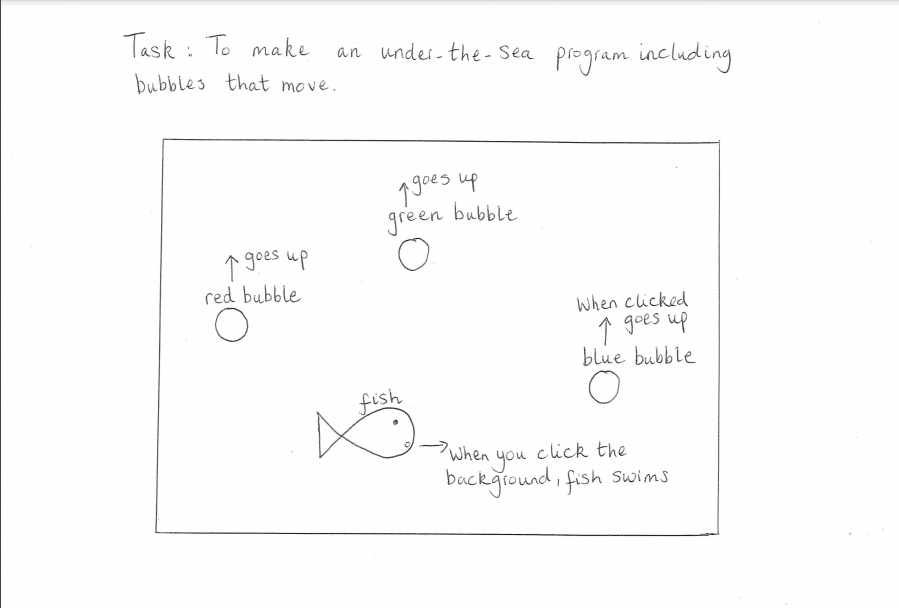 Task : To make an under-the-sea program including
bubbles that move.
goes up
green bubble
goes up
red bubble
When clicked
goes up
blue bubble
fish
When you click the
background, fish swims